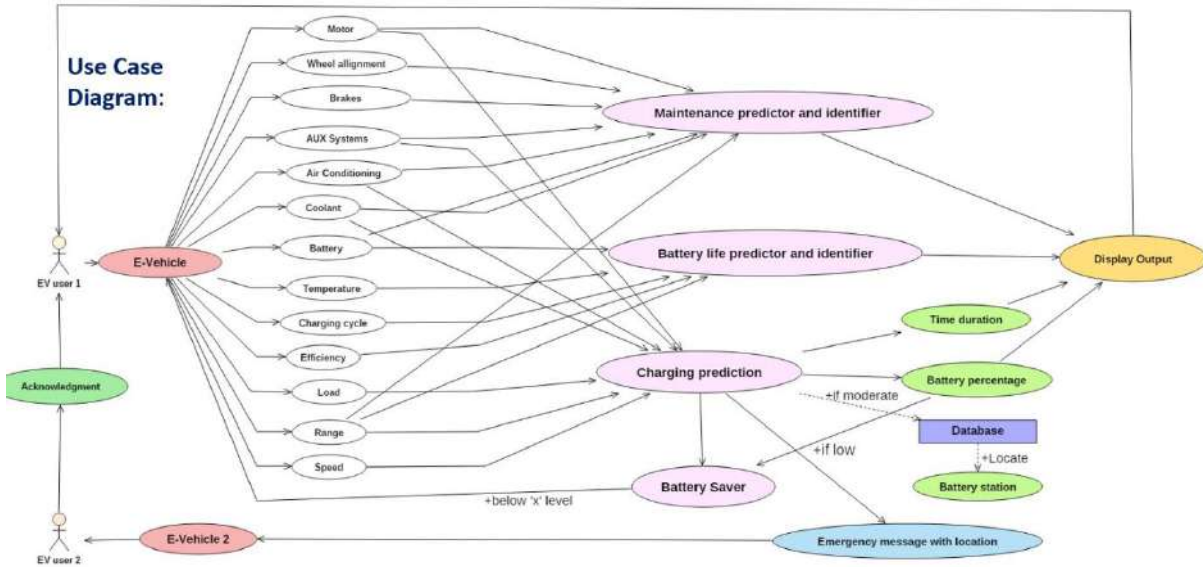 Use Case
Diagram:
Motor
Wheel allignment
Brakes
AUX Systems
Air Conditioning
Coolant
Battery
Temperature
Charging cycle
Efficiency
Load
Range
Speed
EV user 1
E-Vehicle
Acknowledgment
EV user 2
E-Vehicle 2
Maintenance predictor and identifier
Battery life predictor and identifier
Charging prediction
Battery Saver
+below 'x' level
+if low
+if moderate
Display Output
Time duration
Battery percentage
Database
+Locate
Battery station
Emergency message with location